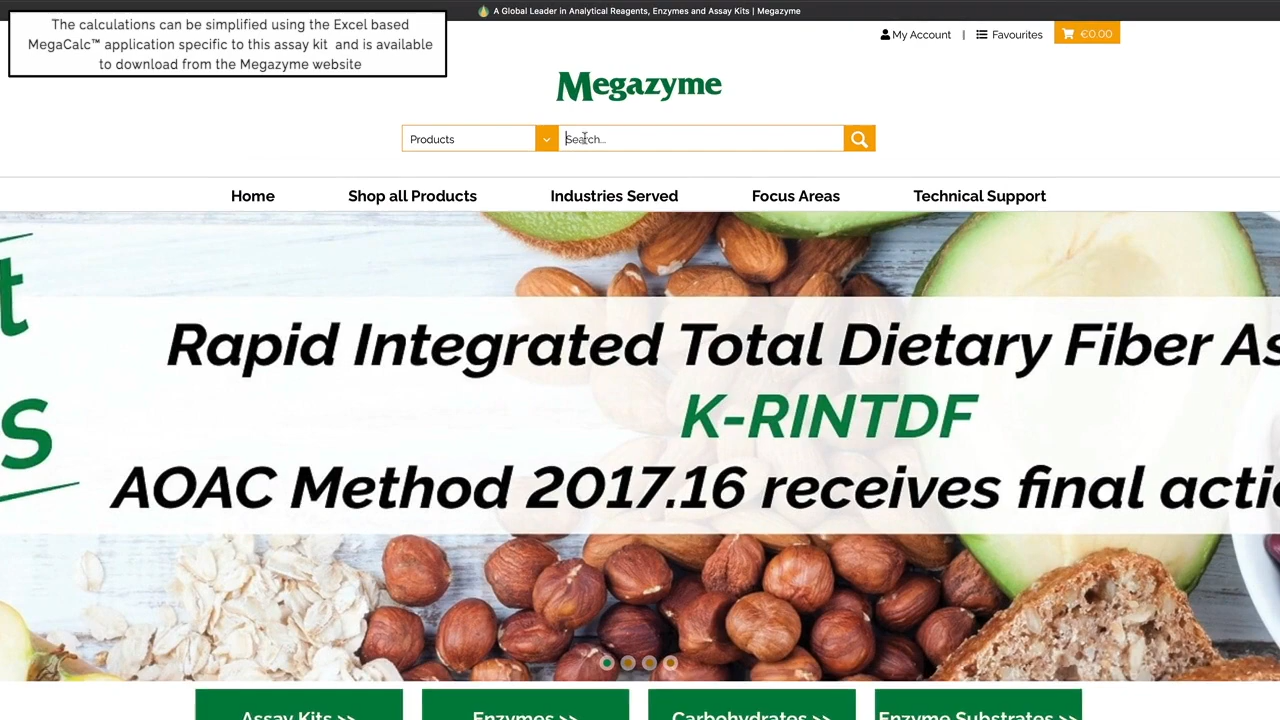 A Global Leader in Analytical Reagents, Enzymes and Assay Kits | Megazyme
The calculations can be simplified using the Excel based
MegaCalc™ application specific to this assay kit and is available
to download from the Megazyme website
My Account | Favourites €0.00
Megazyme
Products Search...
Home Shop all Products Industries Served Focus Areas Technical Support
t
s
Rapid Integrated Total Dietary Fiber As
K-RINTDF
AOAC Method 2017.16 receives final actio
Assay Kits >> Enzymes >> Carbohydrates >> Enzyme Substrates >>